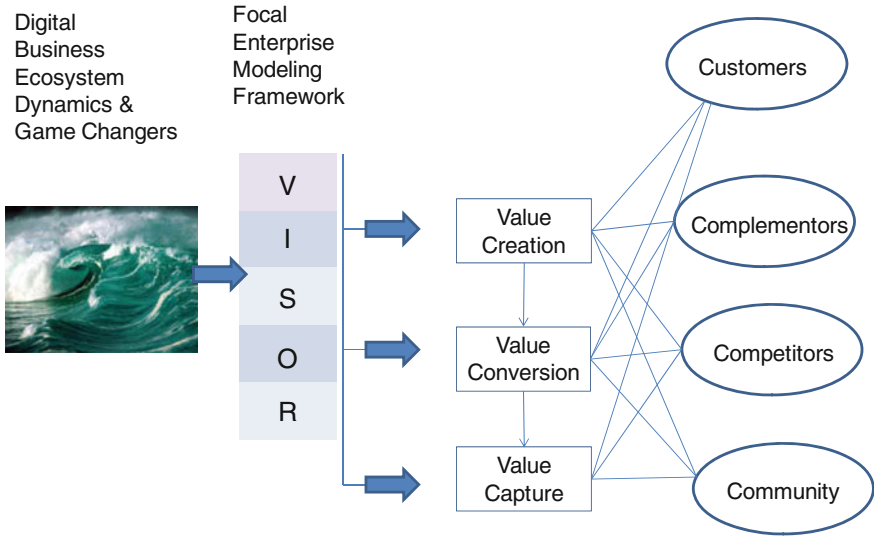 Digital
Business
Ecosystem
Dynamics &
Game Changers
Focal
Enterprise
Modeling
Framework
V
I
S
O
R
Value
Creation
Value
Conversion
Value
Capture
Customers
Complementors
Competitors
Community